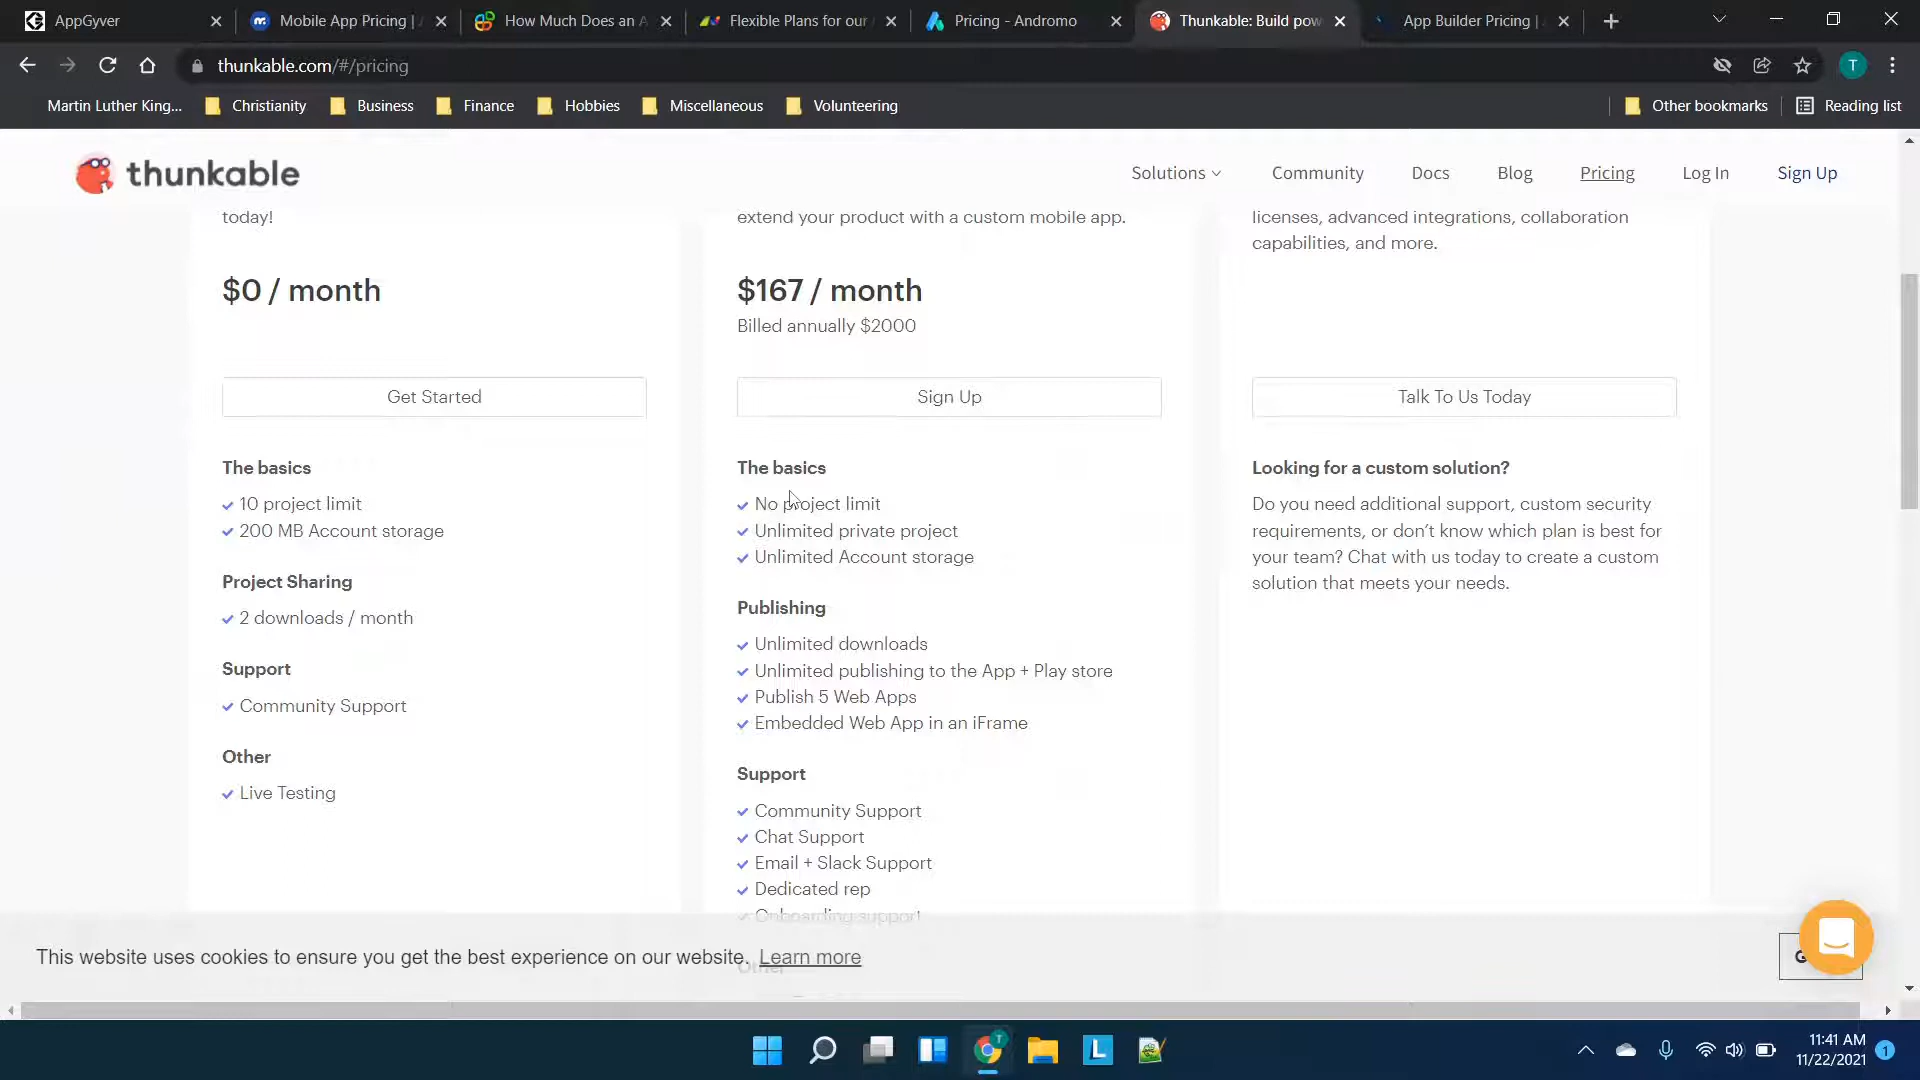 AppGyver
Mobile App Pricing |
How Much Does an A
Flexible Plans for our
Pricing - Andromo
Thunkable: Build pow
App Builder Pricing |
thunkable.com/#/pricing
T
Martin Luther King...
Christianity
Business
Finance
Hobbies
Miscellaneous
Volunteering
Other bookmarks
Reading list
thunkable
Solutions
Community
Docs
Blog
Pricing
Log In
Sign Up
today!
$0 / month
Get Started
The basics
10 project limit
200 MB Account storage
Project Sharing
2 downloads / month
Support
Community Support
Other
Live Testing
extend your product with a custom mobile app.
$167 / month
Billed annually $2000
Sign Up
The basics
No project limit
Unlimited private project
Unlimited Account storage
Publishing
Unlimited downloads
Unlimited publishing to the App + Play store
Publish 5 Web Apps
Embedded Web App in an iFrame
Support
Community Support
Chat Support
Email + Slack Support
Dedicated rep
Onboarding support
Other
licenses, advanced integrations, collaboration
capabilities, and more.
Talk To Us Today
Looking for a custom solution?
Do you need additional support, custom security
requirements, or don't know which plan is best for
your team? Chat with us today to create a custom
solution that meets your needs.
This website uses cookies to ensure you get the best experience on our website. Learn more
T
L
11:41 AM
11/22/2021
1